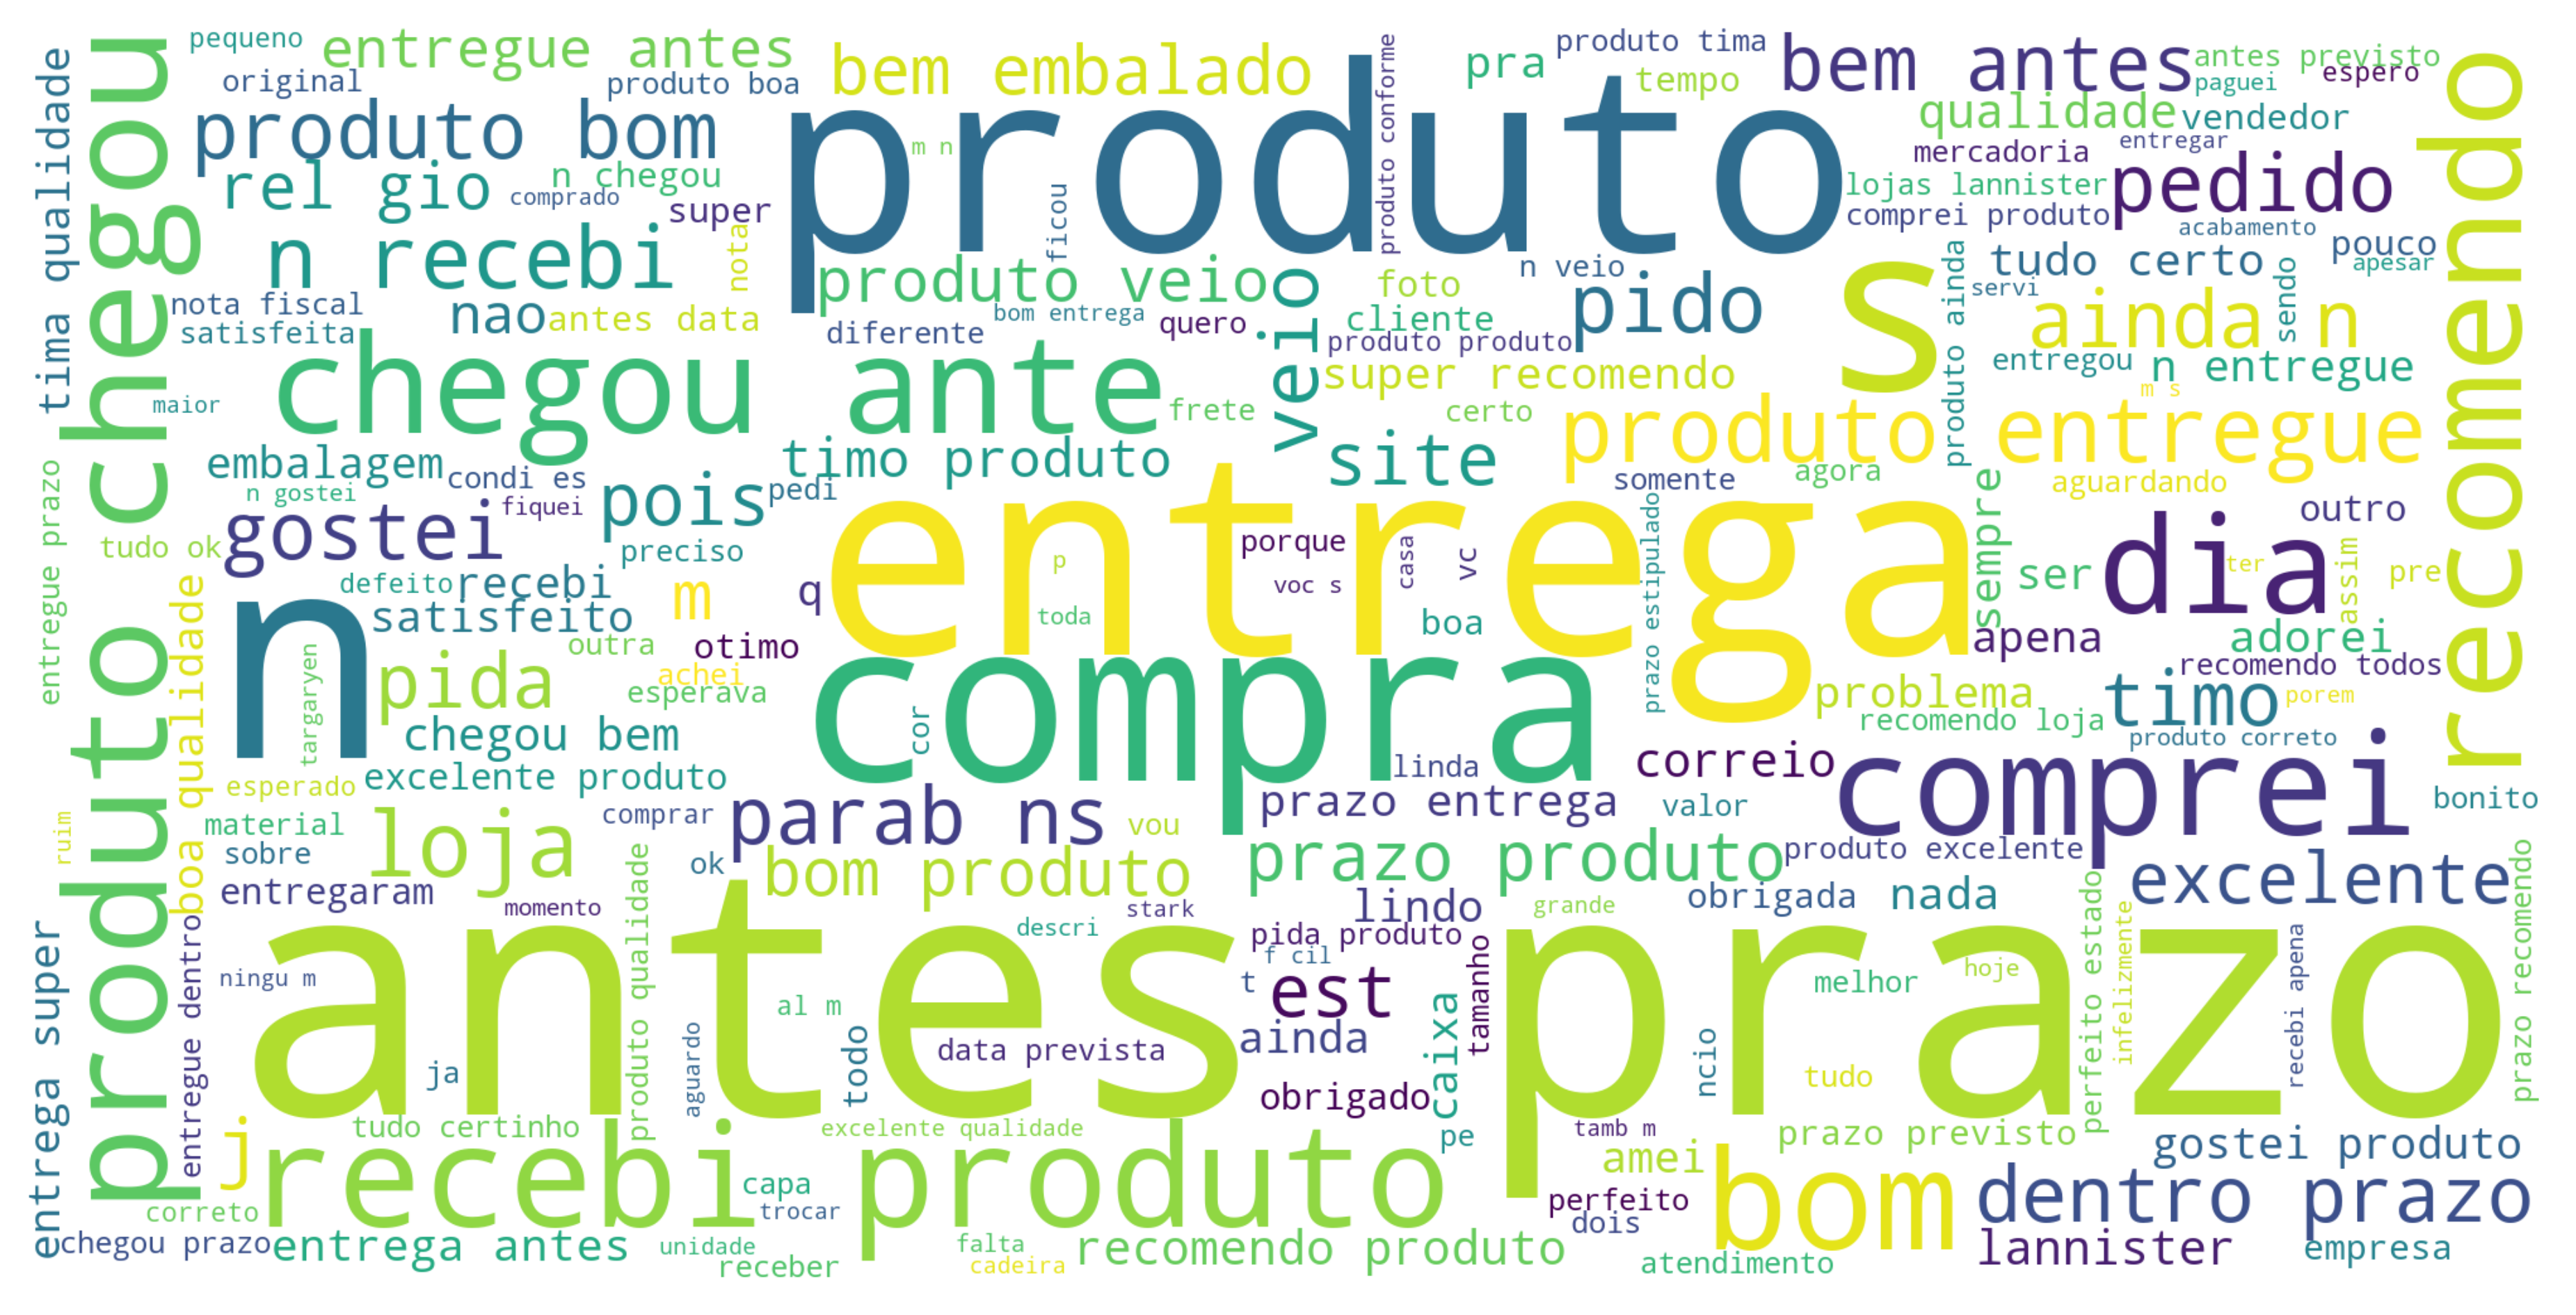 pequeno
entregue antes
bem embalado
pra
produto tima
bem antes
antes previsto
original
produto boa
tempo
paguei
espero
tima qualidade
produto chegou
produto bom
produto
produto conforme
qualidade
vendedor
recomendo
m n
mercadoria
entregar
rel gio
n chegou
comprado
super
ficou
lojas lannister
pedido
comprei produto
acabamento
n recebi
nota
produto veio
veio
foto
n veio
pido
s
produto ainda
tudo certo
pouco
apesar
servi
sendo
nota fiscal
nao
antes data
bom entrega
quero
cliente
ainda n
satisfeita
diferente
produto produto
chegou ante
super recomendo
entregou
n entregue
maior
frete
certo
m s
produto entregue
embalagem
condi es
timo produto
site
somente
agora
aguardando
n gostei
fiquei
pois
pedi
entregue prazo
gostei
tudo ok
preciso
entrega
porque
casa
vc
prazo estipulado
sempre
dia
outro
defeito
recebi
m
q
p
voc s
ser
ter
assim
pre
boa qualidade
n
satisfeito
toda
boa
outra
otimo
apena
adorei
targaryen
pida
achei
esperava
compra
recomendo todos
problema
timo
porem
cor
recomendo loja
chegou bem
produto correto
esperado
excelente produto
linda
correio
comprei
ruim
material
loja
comprar
parab ns
vou
prazo entrega
valor
bonito
sobre
ok
bom produto
prazo produto
produto excelente
excelente
entregaram
produto qualidade
momento
stark
lindo
grande
obrigada
nada
perfeito estado
prazo recomendo
entrega super
entregue dentro
antes prazo
descri
pida produto
f cil
infelizmente
recebi apena
ningu m
al m
t
est
tamanho
melhor
hoje
ja
aguardo
todo
data prevista
ainda
caixa
ncio
tudo
obrigado
j
tudo certinho
excelente qualidade
pe
tamb m
prazo previsto
gostei produto
recebi produto
capa
amei
bom
dentro prazo
correto
trocar
perfeito
dois
chegou prazo
entrega antes
unidade
receber
falta
cadeira
recomendo produto
atendimento
lannister
empresa